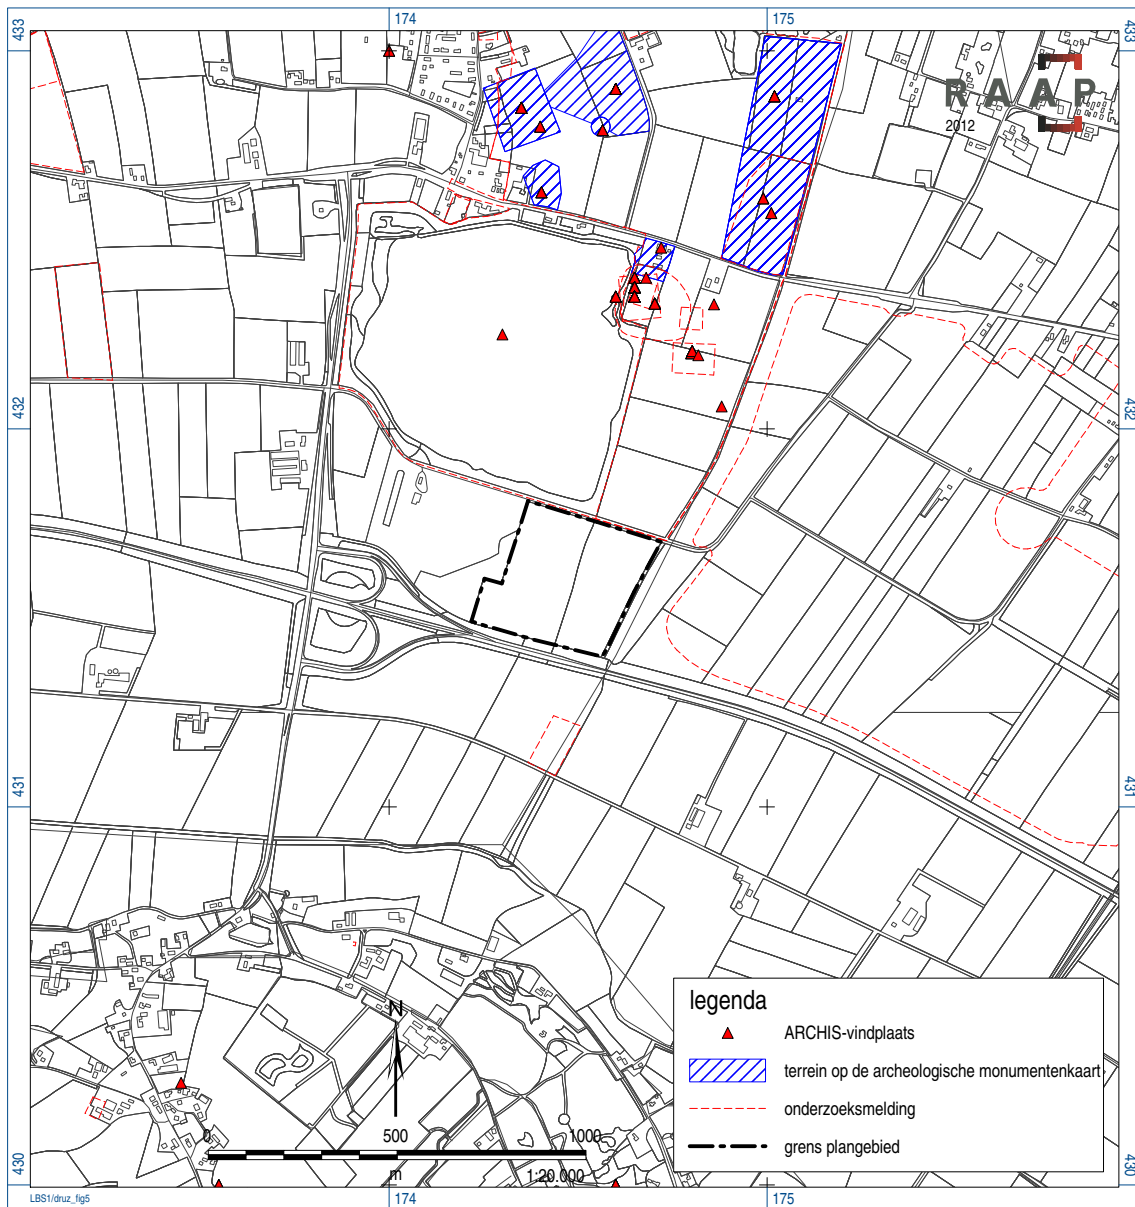 174
175
433
433
RAAP
2012
432
432
431
431
legenda
ARCHIS-vindplaats
terrein op de archeologische monumentenkaart
onderzoeksmelding
grens plangebied
N
0
500
1000
m
1:20.000
430
430
LBS1/druz_fig5
174
175